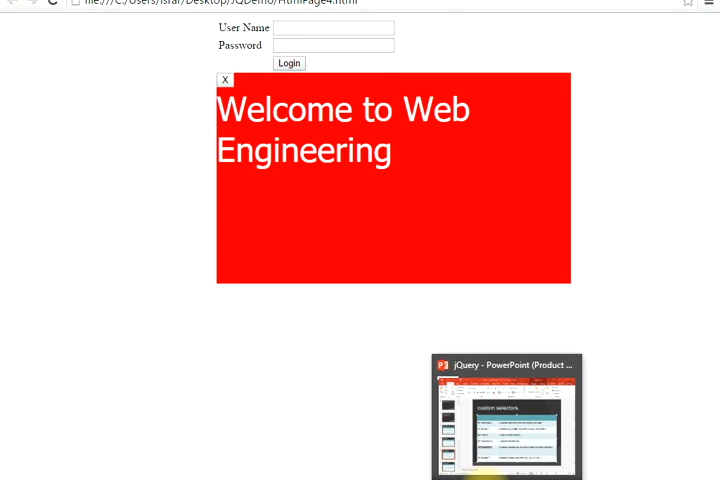 file:///C:/Users/israr/Desktop/JQDemo/HtmlPage4.html
User Name
Password
Login
X
Welcome to Web
Engineering
jQuery - PowerPoint (Product ...
custom selectors.